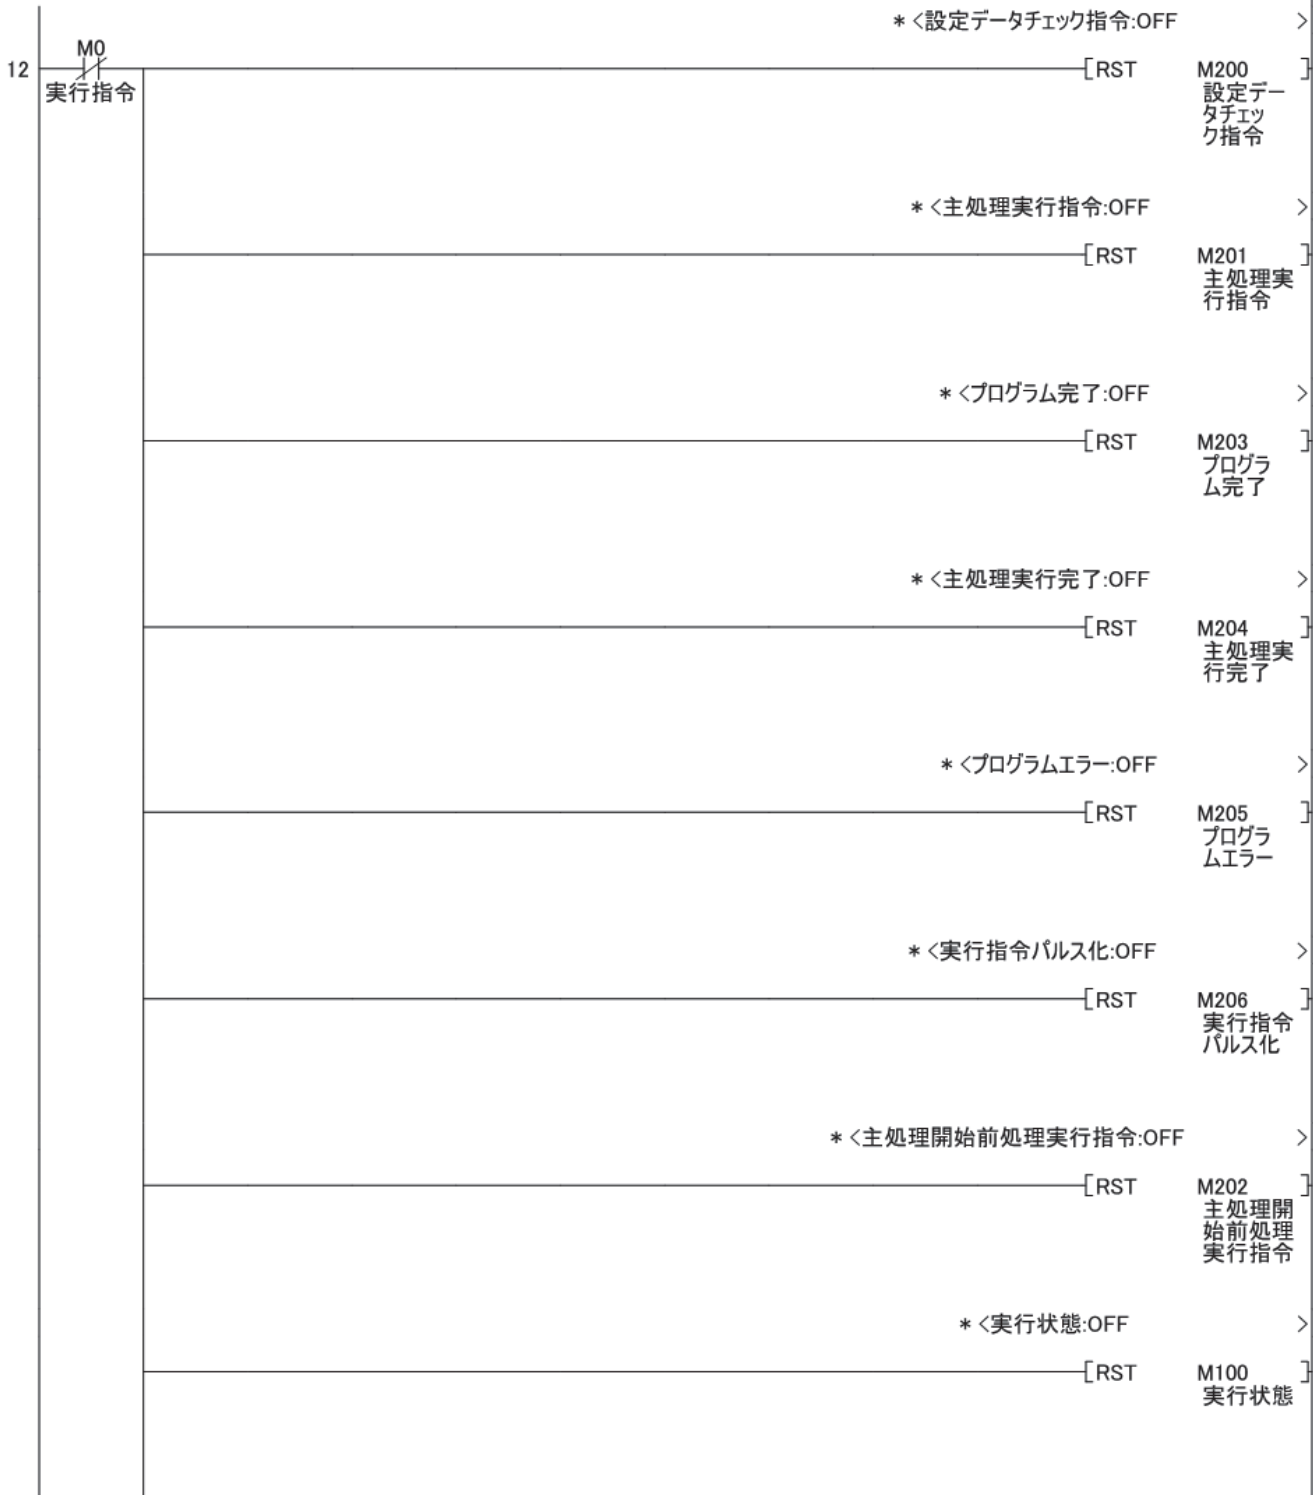 * <設定データチェック指令:OFF >
M0
12
[RST M200 ]
実行指令
設定デー
タチェッ
ク指令
* <主処理実行指令:OFF >
[RST M201 ]
主処理実
行指令
* <プログラム完了:OFF >
[RST M203 ]
プログラ
ム完了
* <主処理実行完了:OFF >
[RST M204 ]
主処理実
行完了
* <プログラムエラー:OFF >
[RST M205 ]
プログラ
ムエラー
* <実行指令パルス化:OFF >
[RST M206 ]
実行指令
パルス化
* <主処理開始前処理実行指令:OFF >
[RST M202 ]
主処理開
始前処理
実行指令
* <実行状態:OFF >
[RST M100 ]
実行状態